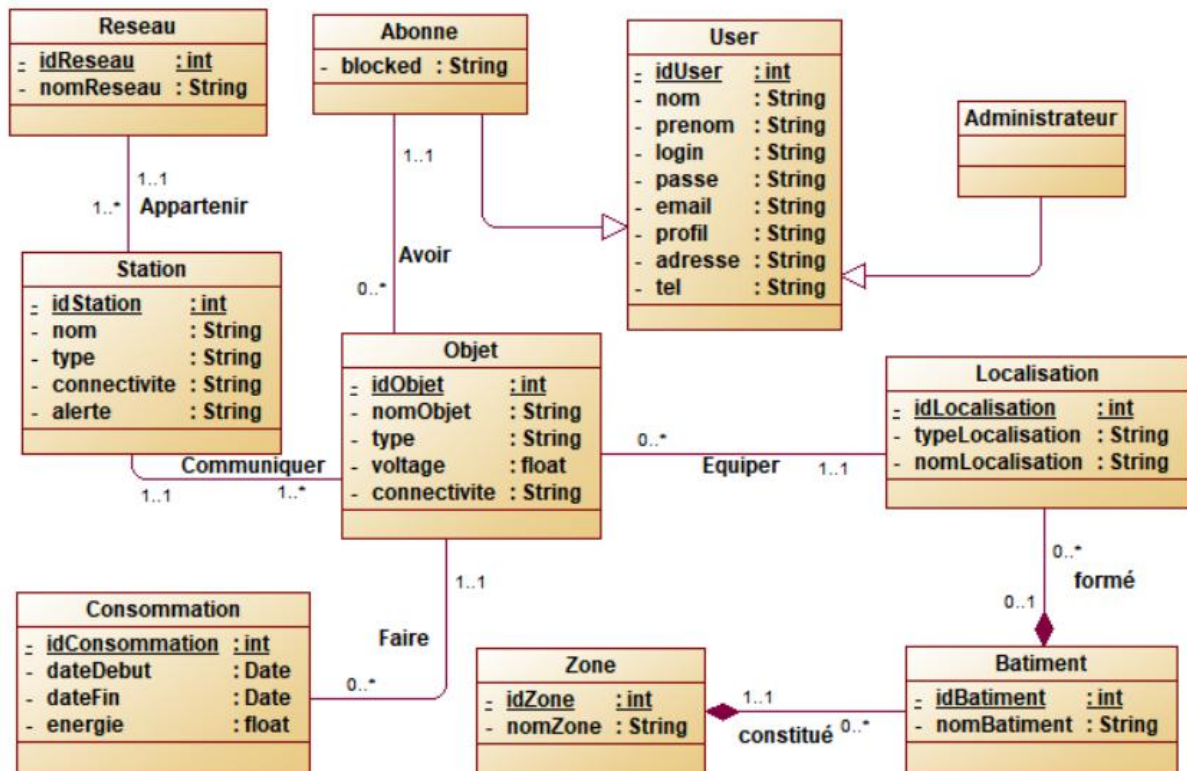 Reseau
- idReseau : int
- nomReseau : String
Abonne
- blocked : String
User
- idUser : int
- nom : String
- prenom : String
- login : String
- passe : String
- email : String
- profil : String
- adresse : String
- tel : String
Administrateur
1..1
1..*
Appartenir
1..1
Avoir
0..*
Station
- idStation : int
- nom : String
- type : String
- connectivite : String
- alerte : String
Objet
- idObjet : int
- nomObjet : String
- type : String
- voltage : float
- connectivite : String
Localisation
- idLocalisation : int
- typeLocalisation : String
- nomLocalisation : String
0..*
Equiper
1..1
Communiquer
1..1
1..*
1..1
Faire
0..*
0..*
formé
0..1
Consommation
- idConsommation : int
- dateDebut : Date
- dateFin : Date
- energie : float
Zone
- idZone : int
- nomZone : String
1..1
constitué
0..*
Batiment
- idBatiment : int
- nomBatiment : String